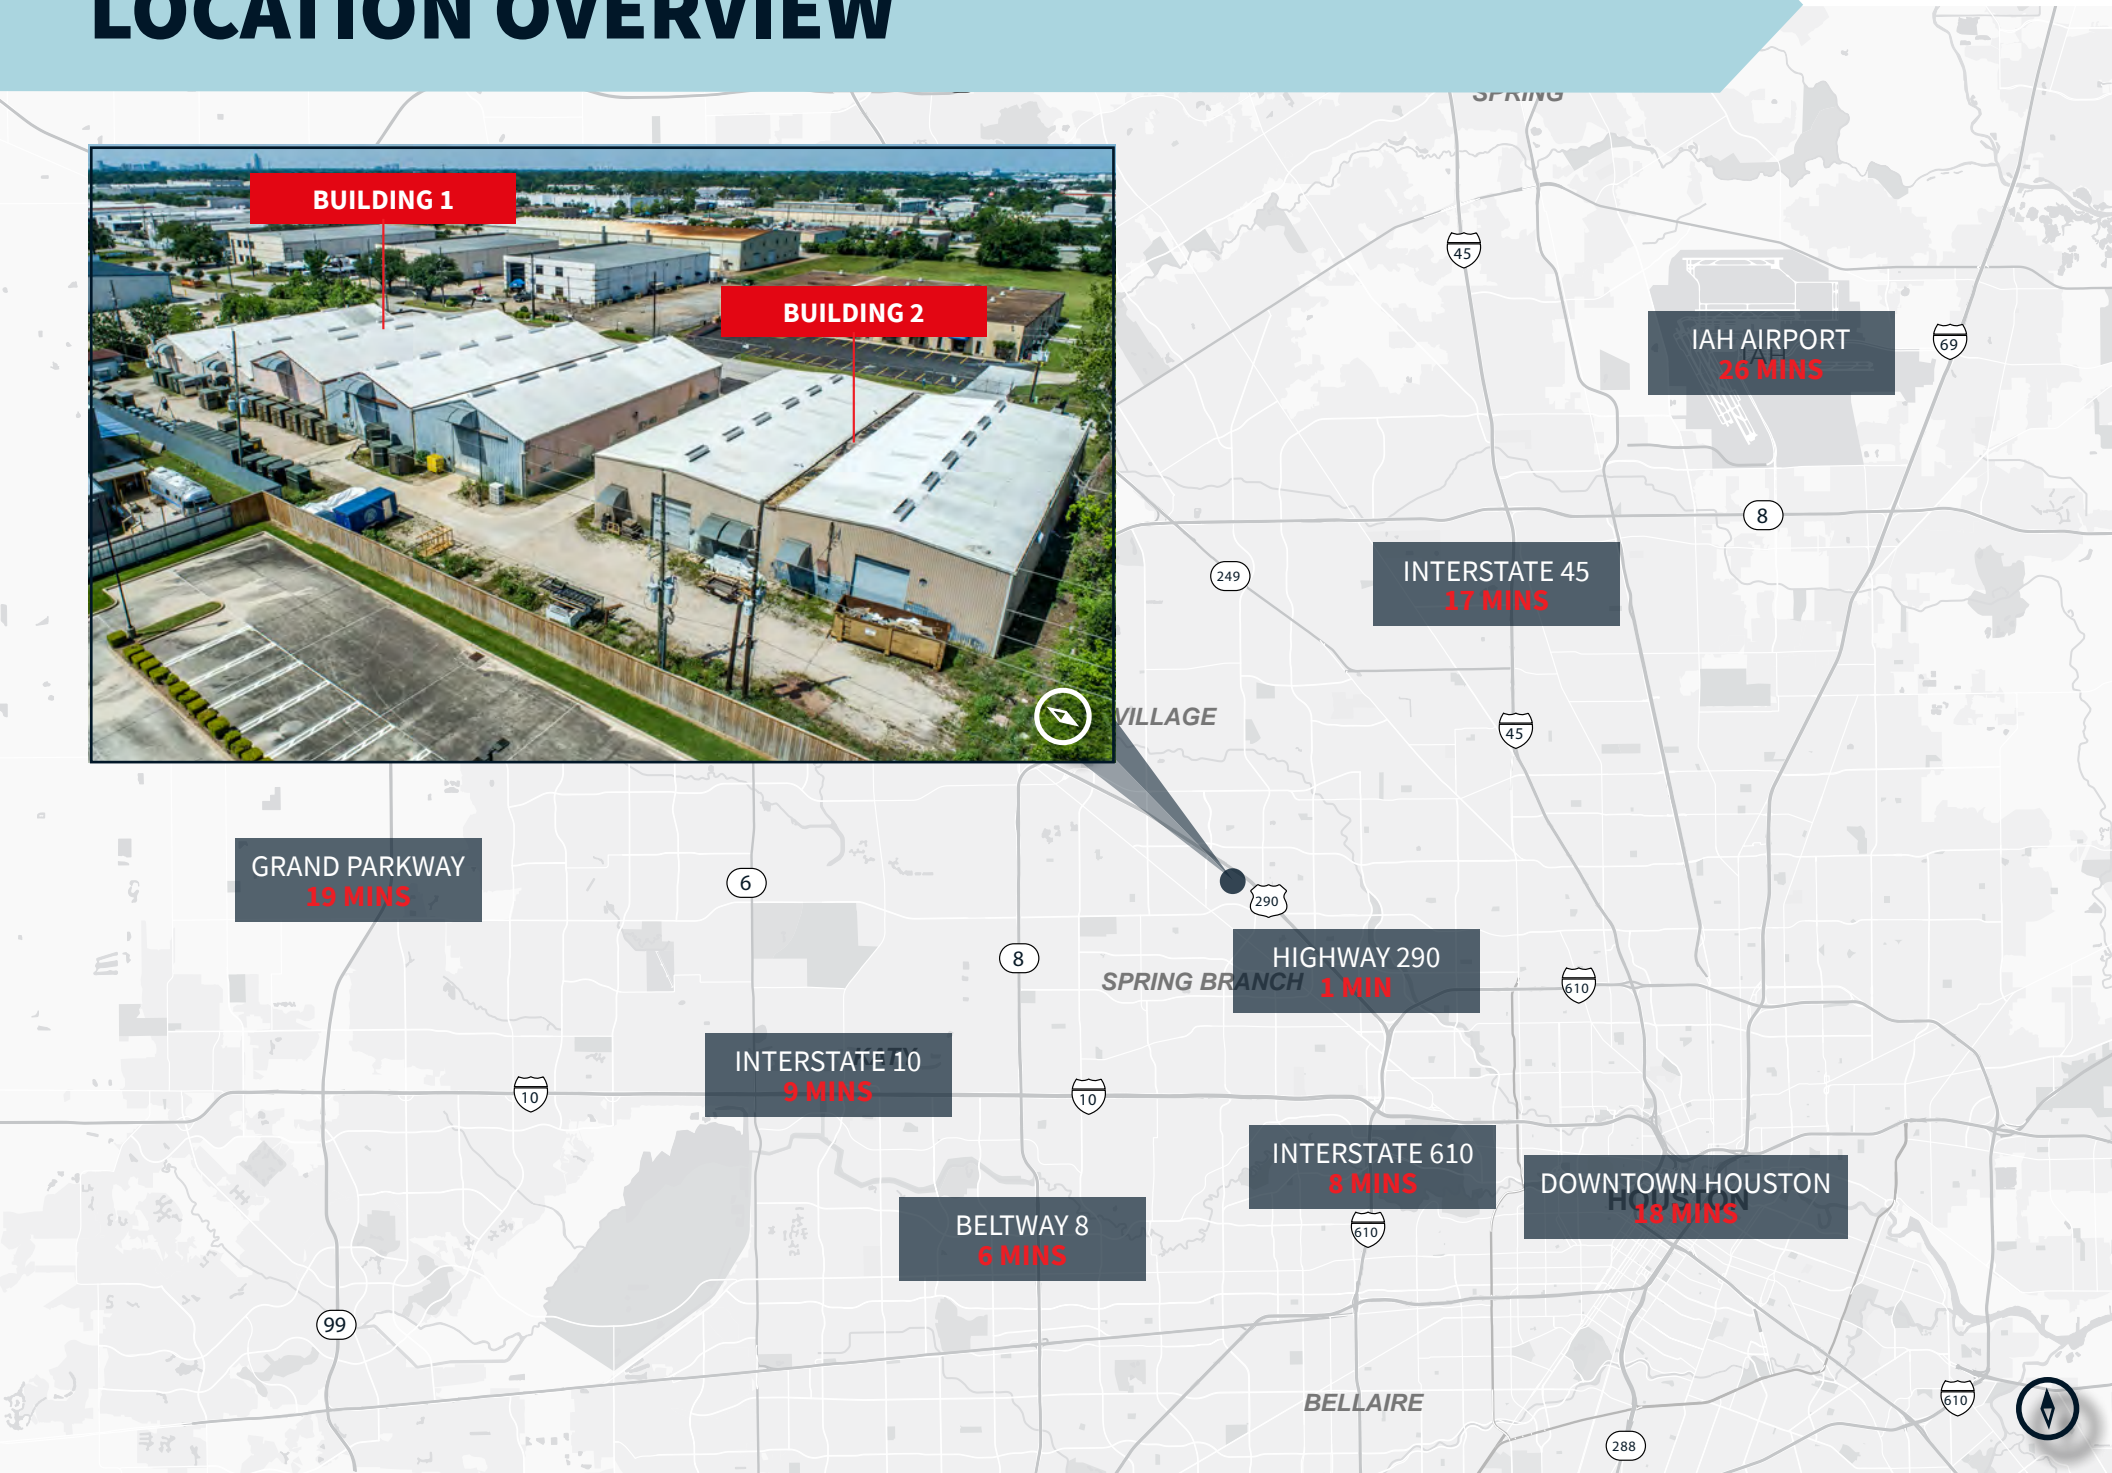 LOCATION OVERVIEW
SPRING
BUILDING 1
BUILDING 2
45
IAH AIRPORT
IAH
26 MINS
69
8
249
INTERSTATE 45
17 MINS
VILLAGE
45
GRAND PARKWAY
19 MINS
6
290
8
HIGHWAY 290
1 MIN
SPRING BRANCH
610
INTERSTATE 10
KATY
9 MINS
10
10
INTERSTATE 610
8 MINS
DOWNTOWN HOUSTON
HOUSTON
18 MINS
BELTWAY 8
6 MINS
610
99
BELLAIRE
610
288